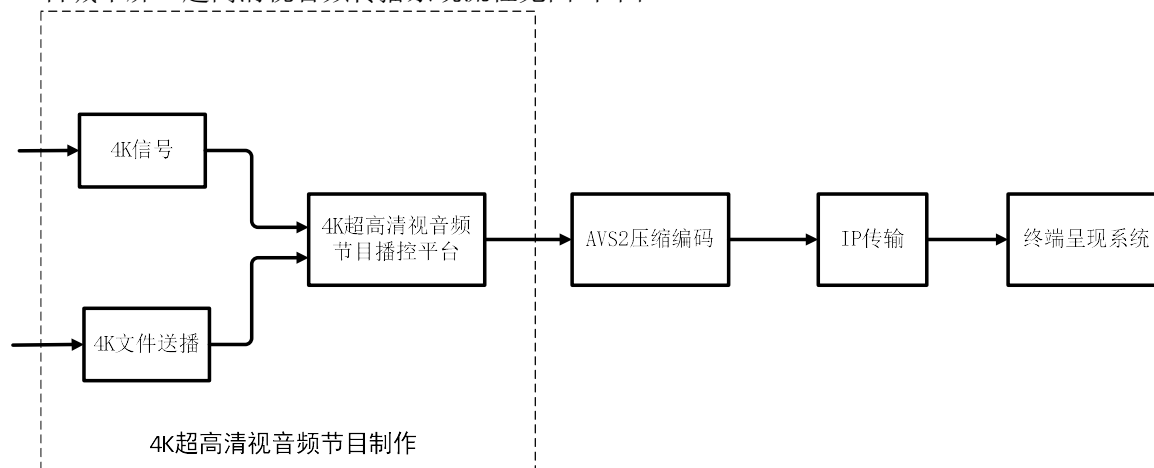 4K信号
4K超高清视音频
节目播控平台
AVS2压缩编码
IP传输
终端呈现系统
4K文件送播
4K超高清视音频节目制作